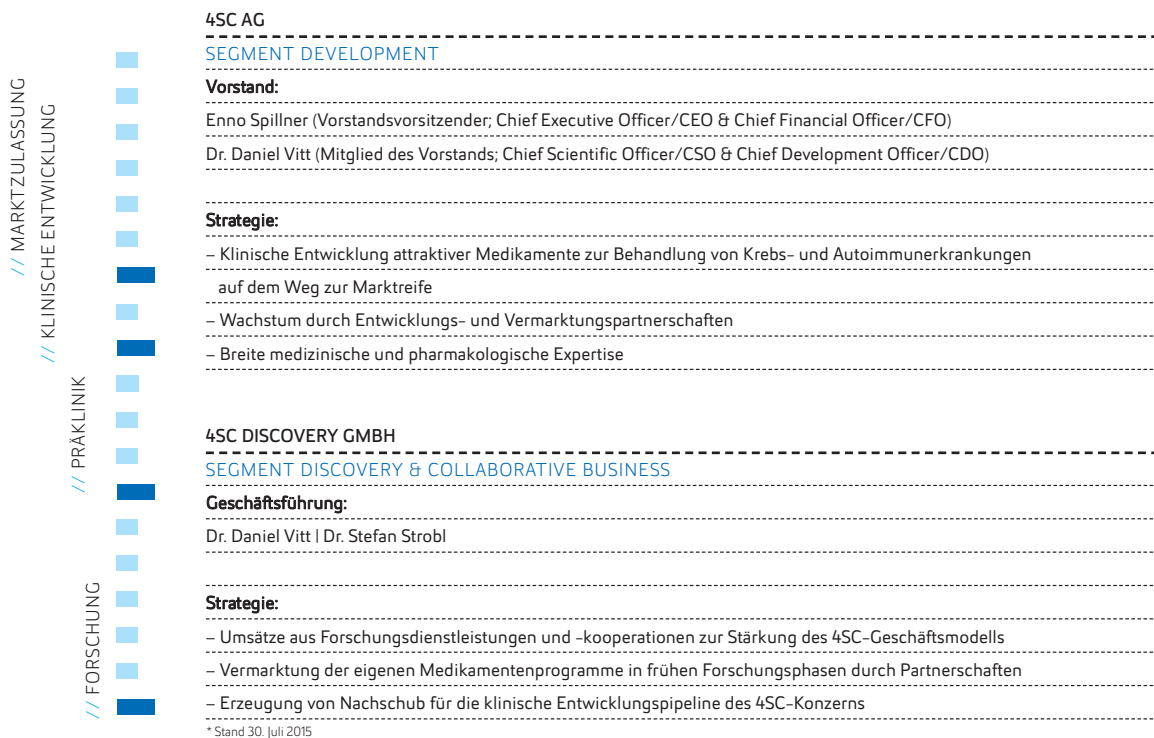 // MARKTZULASSUNG
// KLINISCHE ENTWICKLUNG
// PRÄKLINIK
// FORSCHUNG
4SC AG
SEGMENT DEVELOPMENT
Vorstand:
Enno Spillner (Vorstandsvorsitzender; Chief Executive Officer/CEO & Chief Financial Officer/CFO)
Dr. Daniel Vitt (Mitglied des Vorstands; Chief Scientific Officer/CSO & Chief Development Officer/CDO)
Strategie:
– Klinische Entwicklung attraktiver Medikamente zur Behandlung von Krebs- und Autoimmunerkrankungen
auf dem Weg zur Marktreife
– Wachstum durch Entwicklungs- und Vermarktungspartnerschaften
– Breite medizinische und pharmakologische Expertise
4SC DISCOVERY GMBH
SEGMENT DISCOVERY & COLLABORATIVE BUSINESS
Geschäftsführung:
Dr. Daniel Vitt | Dr. Stefan Strobl
Strategie:
– Umsätze aus Forschungsdienstleistungen und -kooperationen zur Stärkung des 4SC-Geschäftsmodells
– Vermarktung der eigenen Medikamentenprogramme in frühen Forschungsphasen durch Partnerschaften
– Erzeugung von Nachschub für die klinische Entwicklungspipeline des 4SC-Konzerns
* Stand 30. Juli 2015